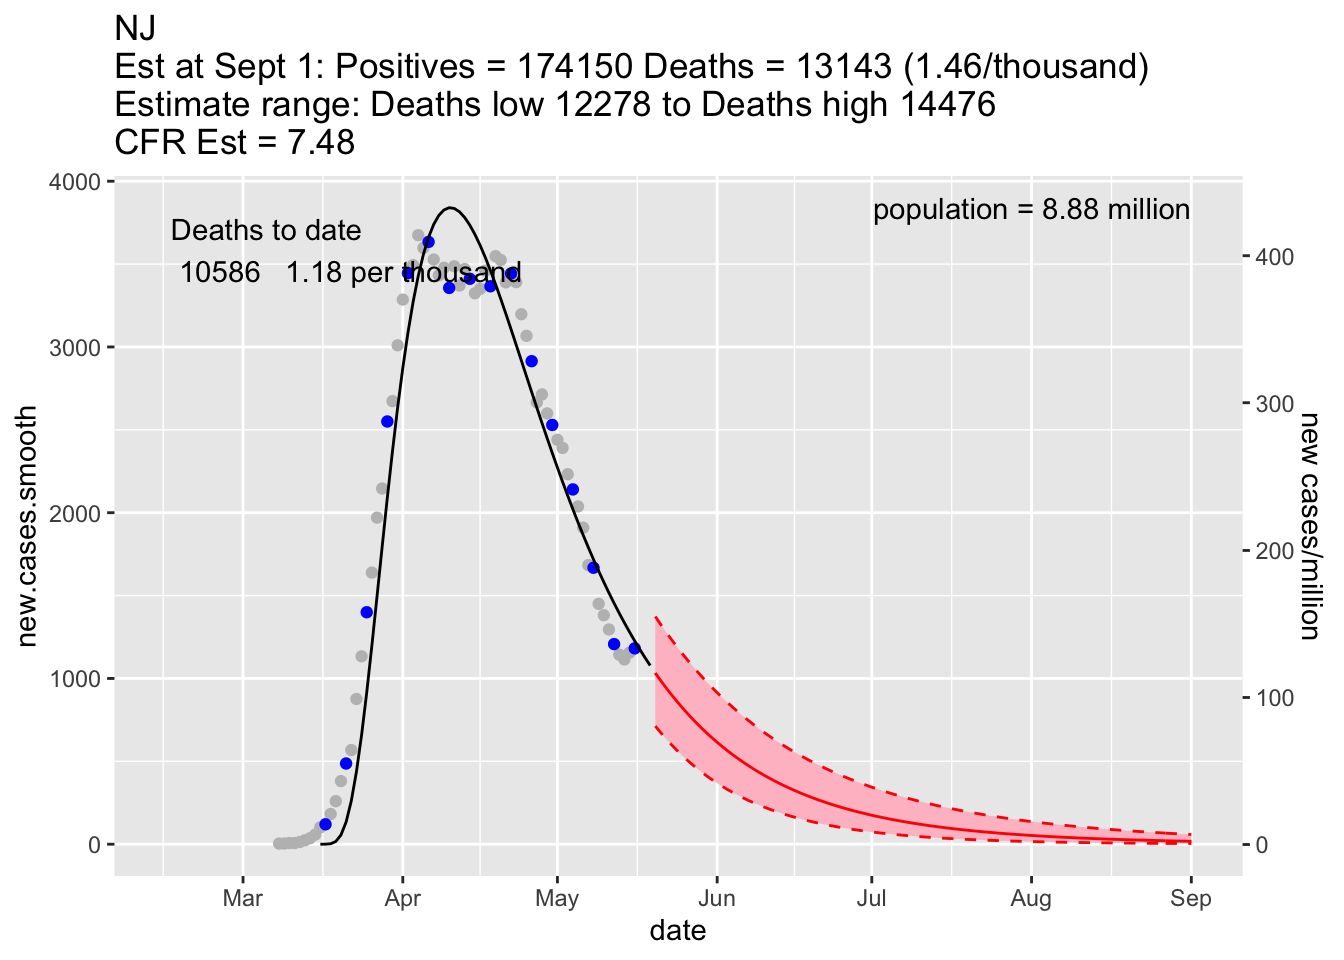 NJ
Est at Sept 1: Positives = 174150 Deaths = 13143 (1.46/thousand)
Estimate range: Deaths low 12278 to Deaths high 14476
CFR Est = 7.48
4000
3000
2000
1000
0
new.cases.smooth
Deaths to date
10586 1.18 per thousand
population = 8.88 million
400
300
200
100
0
new cases/million
Mar Apr May Jun Jul Aug Sep
date